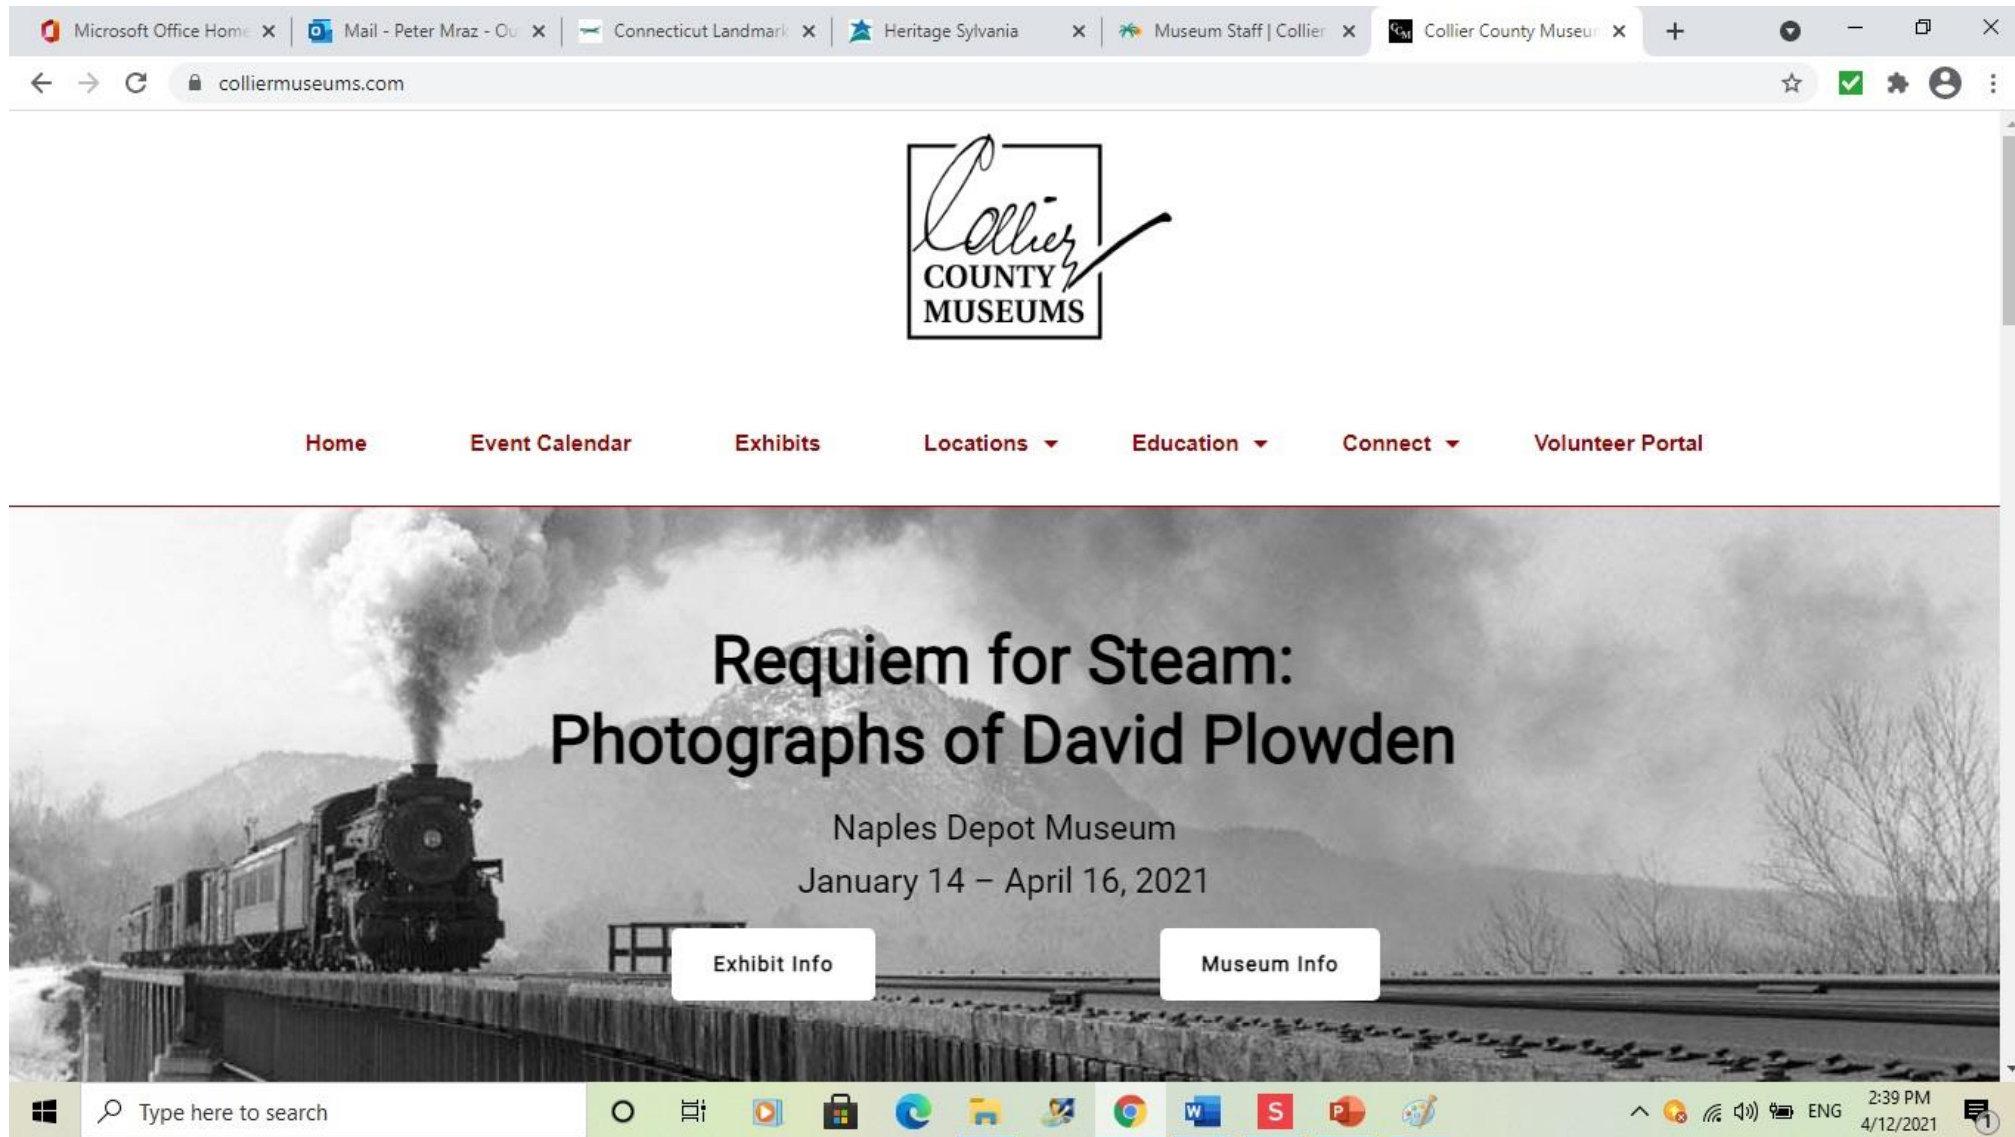 Microsoft Office Home
Mail - Peter Mraz - Ou
Connecticut Landmark
Heritage Sylvania
Museum Staff | Collier
Collier County Museum
colliermuseums.com
Collier
COUNTY
MUSEUMS
Home
Event Calendar
Exhibits
Locations
Education
Connect
Volunteer Portal
Requiem for Steam:
Photographs of David Plowden
Naples Depot Museum
January 14 – April 16, 2021
Exhibit Info
Museum Info
Type here to search
ENG
2:39 PM
4/12/2021
1